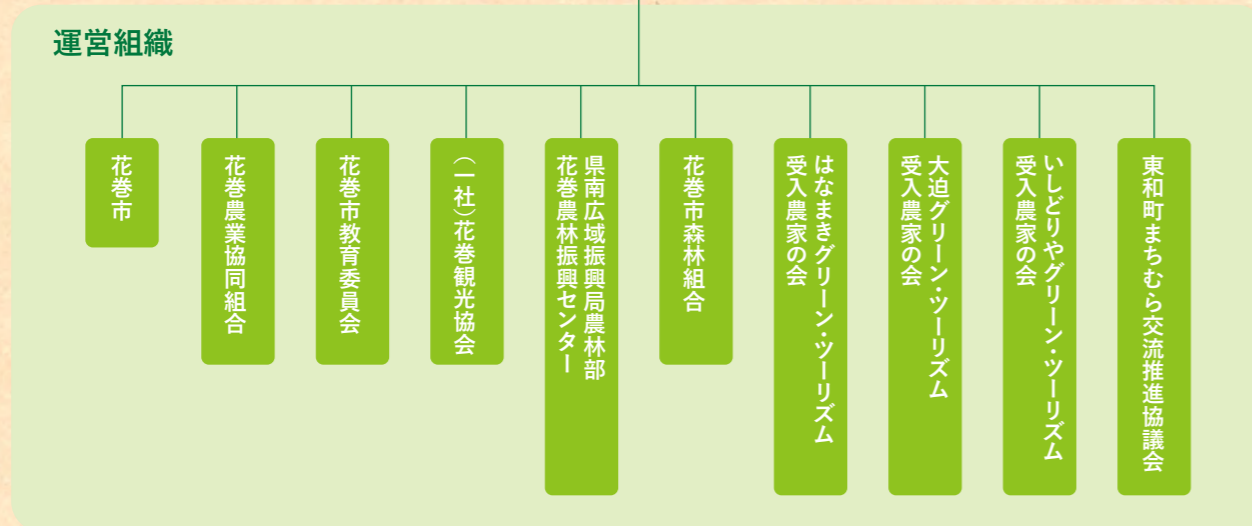 運営組織
花巻市
花巻農業協同組合
花巻市教育委員会
（一社）花巻観光協会
県南広域振興局農林部
花巻農林振興センター
花巻市森林組合
はなまきグリーン・ツーリズム
受入農家の会
大迫グリーン・ツーリズム
受入農家の会
いしどりやグリーン・ツーリズム
受入農家の会
東和町まちむら交流推進協議会